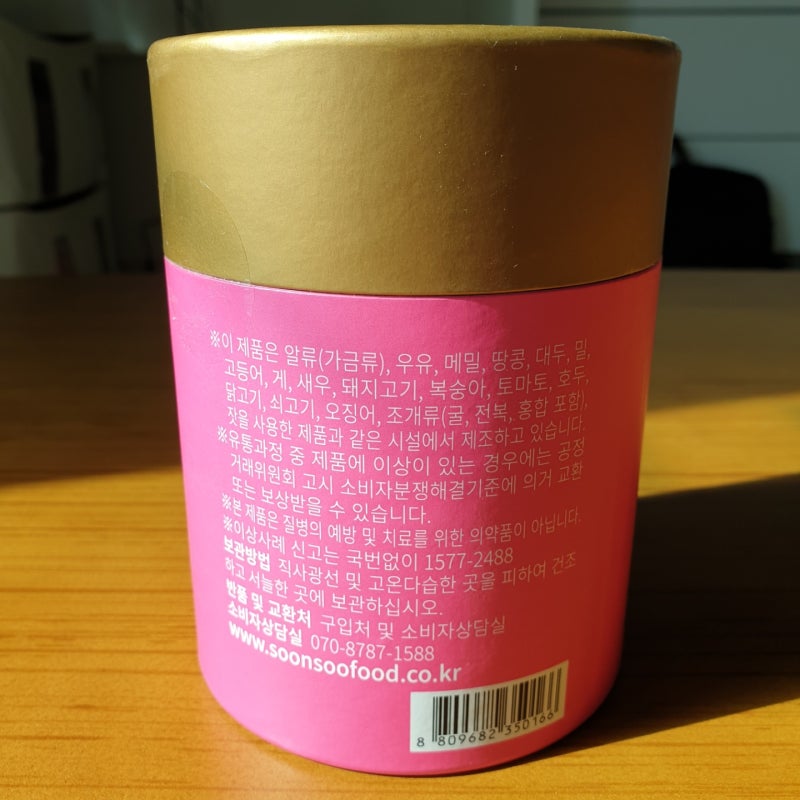 ※이 제품은 알류(가금류), 우유, 메밀, 땅콩, 대두, 밀,
고등어, 게, 새우, 돼지고기, 복숭아, 토마토, 호두,
닭고기, 쇠고기, 오징어, 조개류(굴, 전복, 홍합 포함),
잣을 사용한 제품과 같은 시설에서 제조하고 있습니다.
※유통과정 중 제품에 이상이 있는 경우에는 공정
거래위원회 고시 소비자분쟁해결기준에 의거 교환
또는 보상받을 수 있습니다.
※본 제품은 질병의 예방 및 치료를 위한 의약품이 아닙니다.
※이상사례 신고는 국번없이 1577-2488
보관방법 직사광선 및 고온다습한 곳을 피하여 건조
하고 서늘한 곳에 보관하십시오.
반품 및 교환처 구입처 및 소비자상담실
소비자상담실 070-8787-1588
www.soonsoofood.co.kr
8 809682 350166